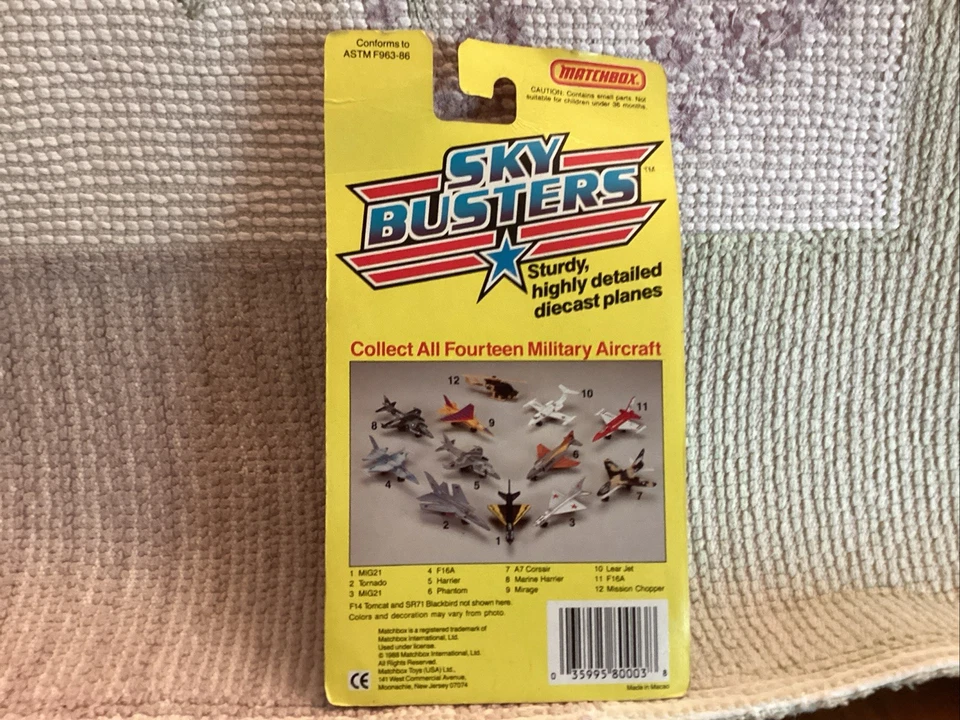 Conforms to
ASTM F963-86
MATCHBOX
CAUTION: Contains small parts. Not
suitable for children under 36 months.
SKY
BUSTERS TM
Sturdy,
highly detailed
diecast planes
Collect All Fourteen Military Aircraft
12
10
8
9
11
4
5
6
7
2
1
3
1 MiG21 4 F16A 7 A7 Corsair 10 Lear Jet
2 Tornado 5 Harrier 8 Marine Harrier 11 F16A
3 MiG21 6 Phantom 9 Mirage 12 Mission Chopper
F14 Tomcat and SR71 Blackbird not shown here.
Colors and decoration may vary from photo.
Matchbox is a registered trademark of
Matchbox International, Ltd.
Used under license.
© 1988 Matchbox International, Ltd.
All Rights Reserved.
Matchbox Toys (USA) Ltd.,
141 West Commercial Avenue,
Moonachie, New Jersey 07074
CE
0 35995 80003 8
Made in Macau